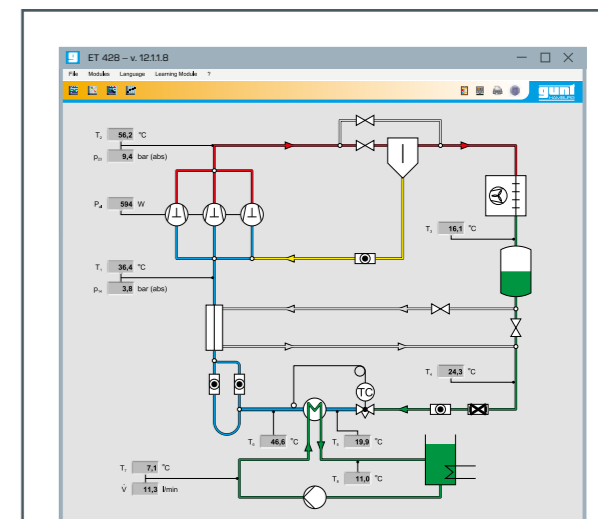 ET 428 – v. 12.1.1.8
File Modules Language Learning Module ?
gunt
T₂ 56,2 °C
9,4 bar (abs)
594 W
T₃ 16,1 °C
T₁ 36,4 °C
3,8 bar (abs)
T₄ 24,3 °C
TC
46,6 °C
19,9 °C
T₇ 7,1 °C
11,0 °C
V̇ 11,3 l/min